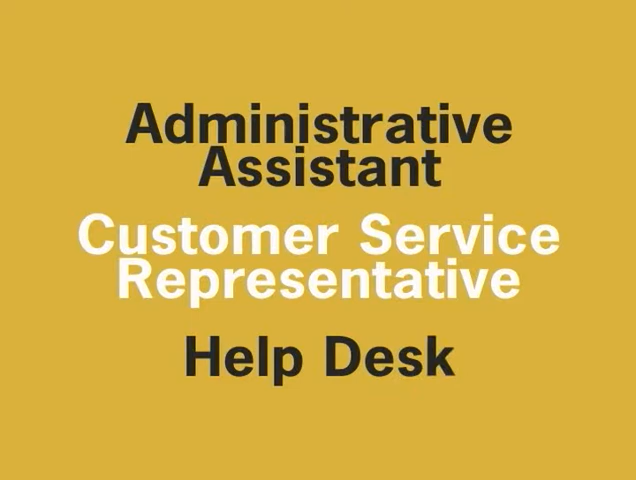 Administrative
Assistant
Customer Service
Representative
Help Desk